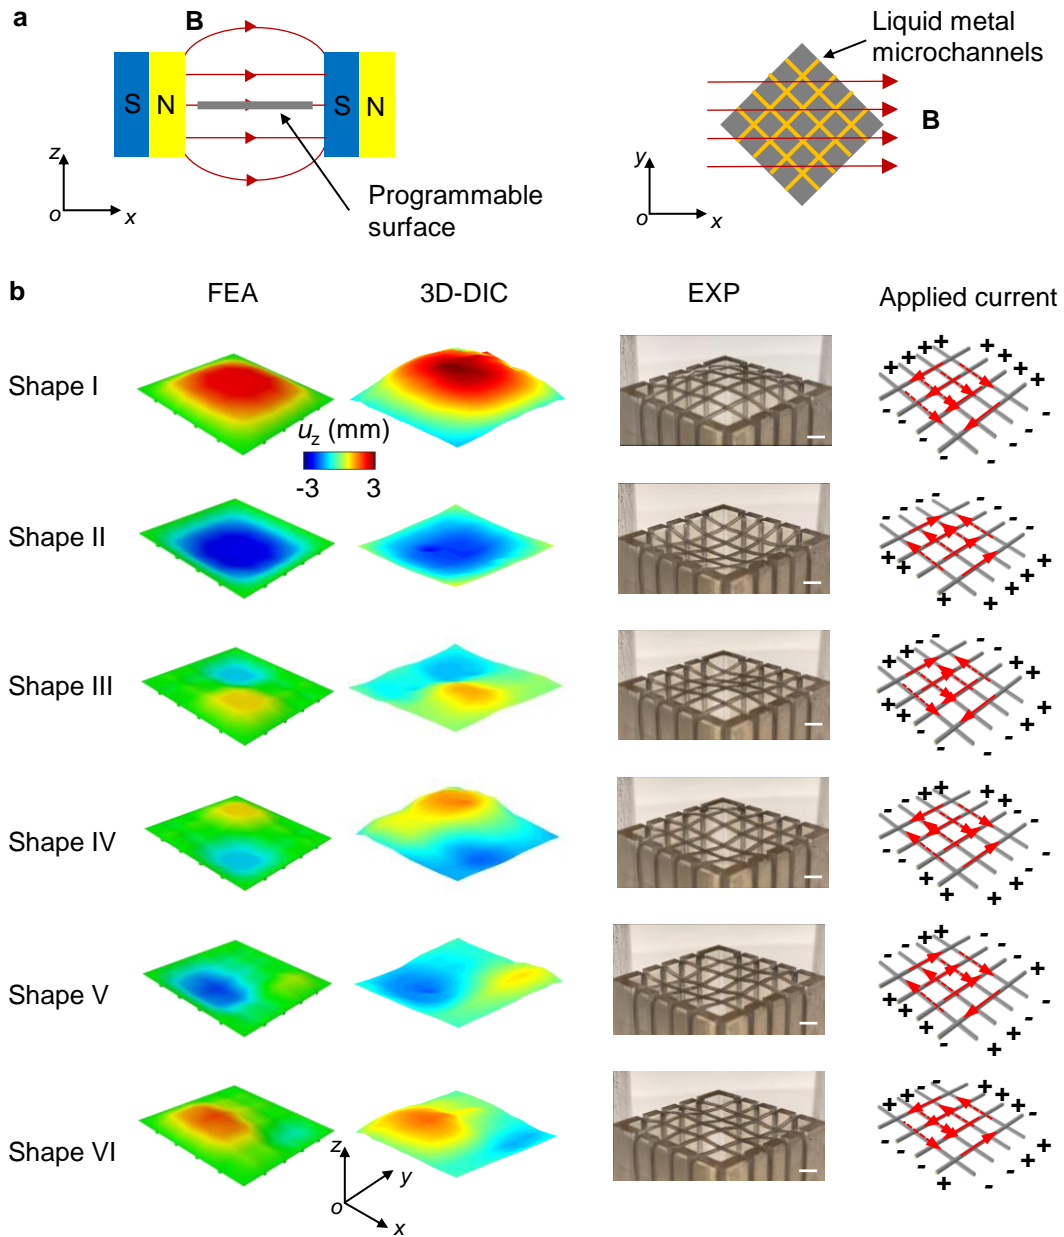 a
B
S N
S N
z
o
x
Programmable
surface
Liquid metal
microchannels
B
y
o
x
b
FEA
3D-DIC
EXP
Applied current
Shape I
u_z (mm)
-3
3
Shape II
Shape III
Shape IV
Shape V
Shape VI
z
y
o
x